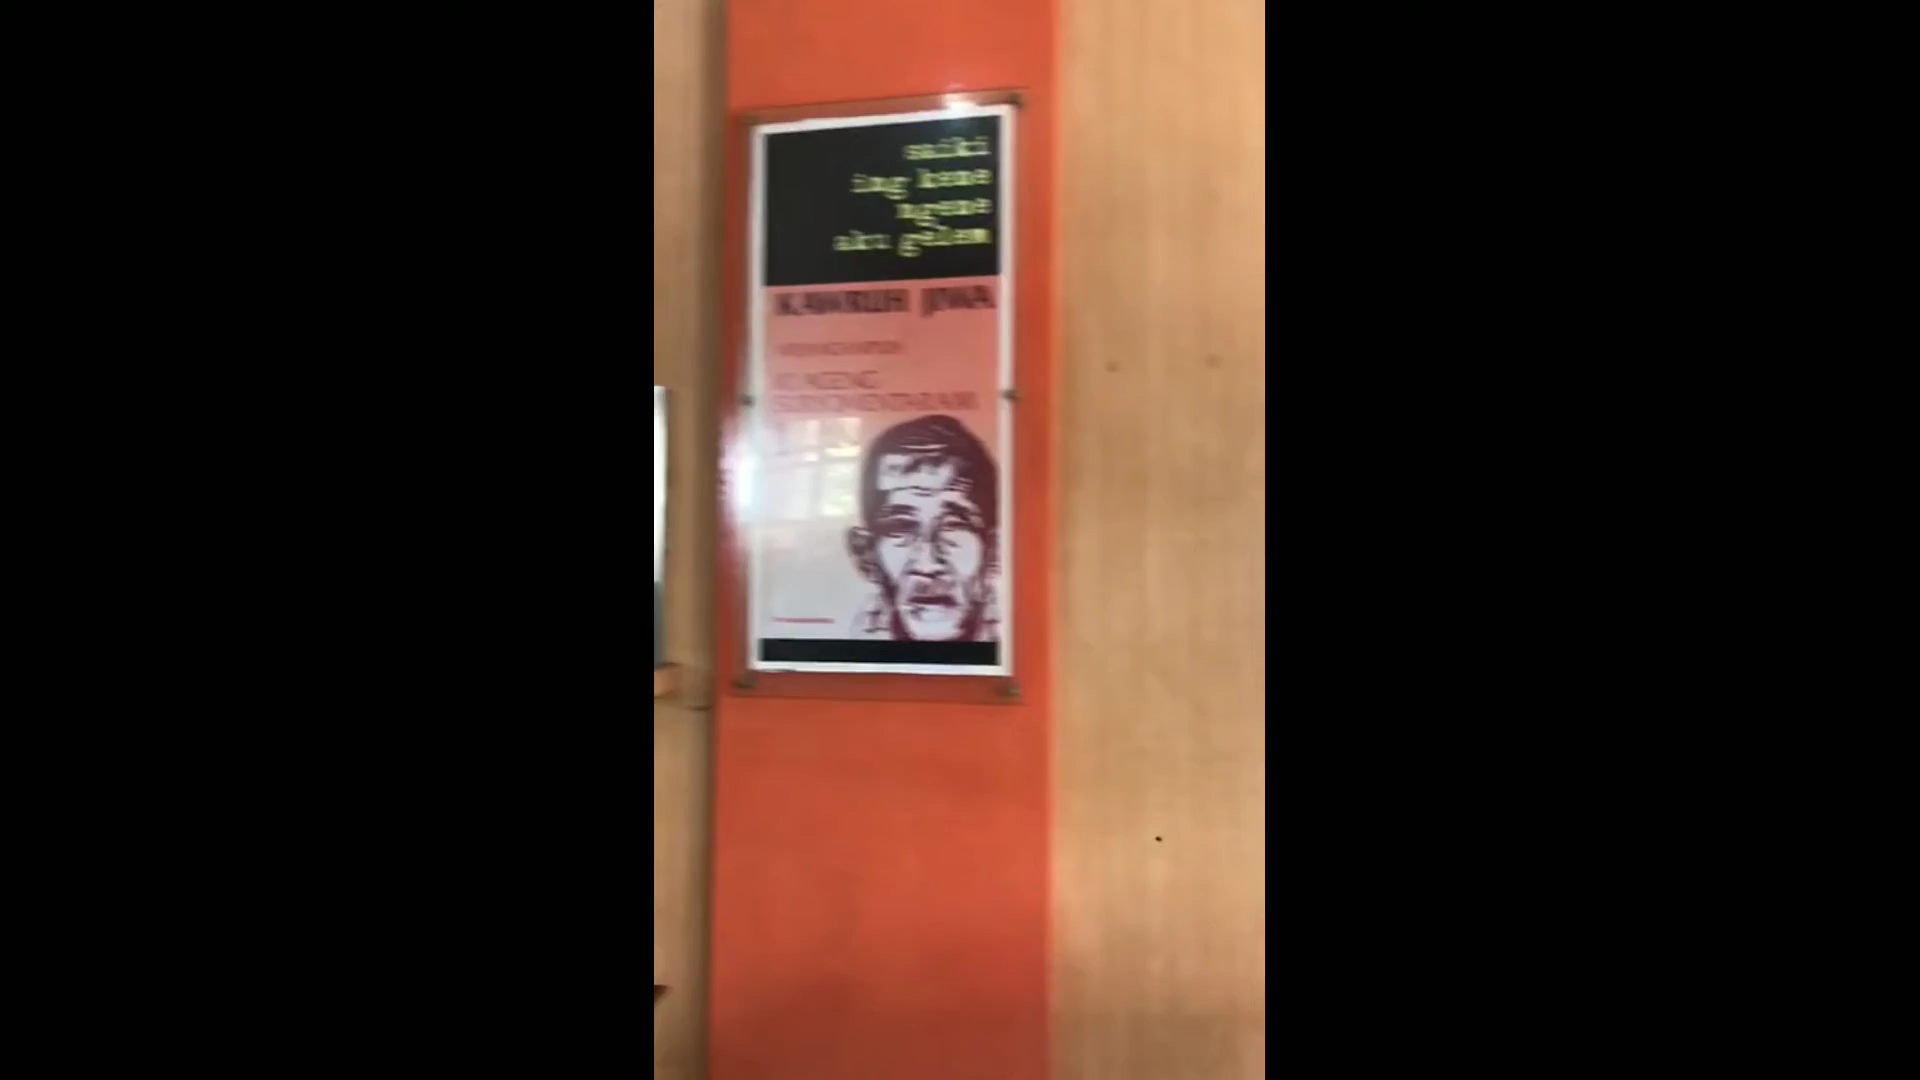 saiki
ing kene
ngene
aku gelem
KAWRUH JIWA
KI AGENG
SURYOMENTARAM